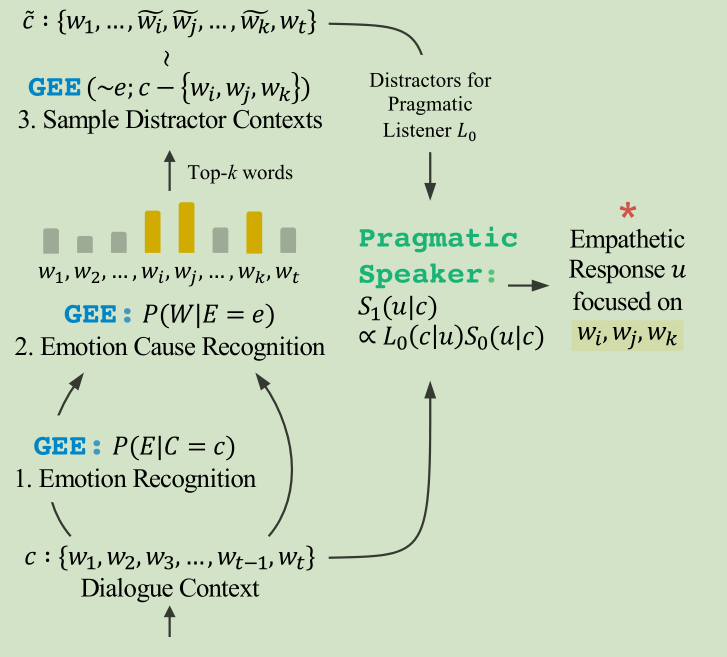 c̃ : {w₁, …, w̃ᵢ, w̃ⱼ, …, w̃ₖ, wₜ}
~
GEE (~e; c − {wᵢ, wⱼ, wₖ})
3. Sample Distractor Contexts
Top-k words
w₁, w₂, …, wᵢ, wⱼ, …, wₖ, wₜ
GEE: P(W|E = e)
2. Emotion Cause Recognition
GEE: P(E|C = c)
1. Emotion Recognition
c : {w₁, w₂, w₃, …, wₜ₋₁, wₜ}
Dialogue Context
Distractors for
Pragmatic
Listener L₀
Pragmatic
Speaker:
S₁(u|c)
∝ L₀(c|u)S₀(u|c)
*
Empathetic
Response u
focused on
wᵢ, wⱼ, wₖ